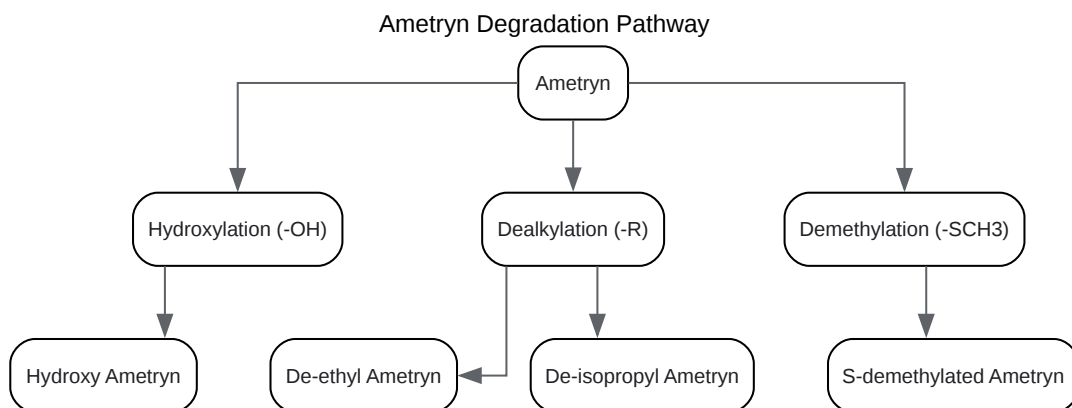 Ametryn Degradation Pathway
Ametryn
Hydroxylation (-OH)
Dealkylation (-R)
Demethylation (-SCH3)
Hydroxy Ametryn
De-ethyl Ametryn
De-isopropyl Ametryn
S-demethylated Ametryn